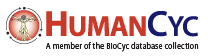 HUMANCYC
A member of the BioCyc database collection